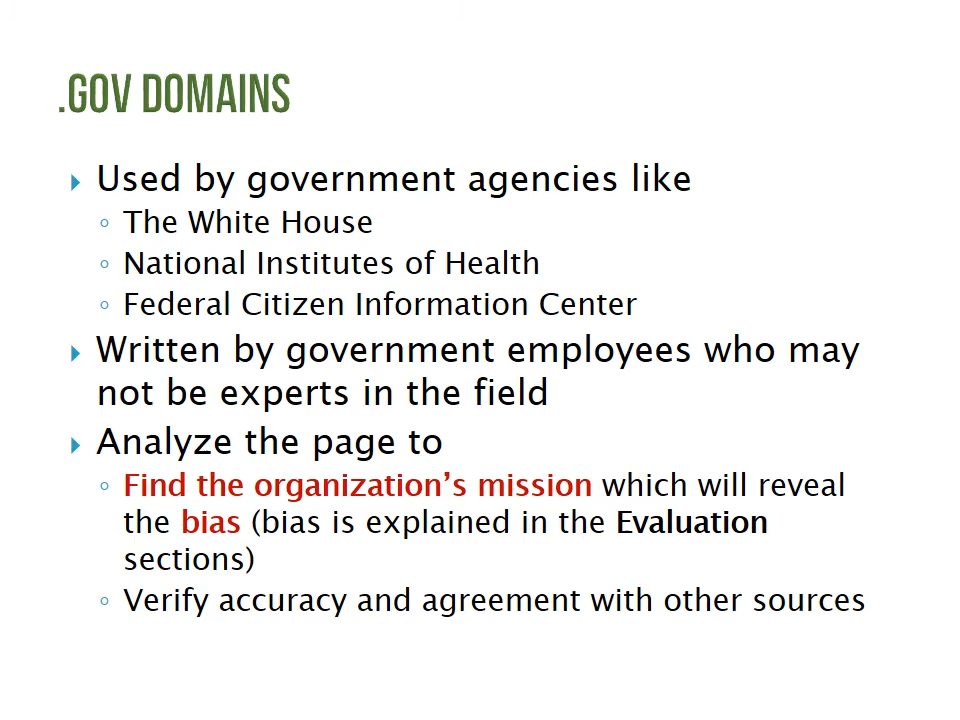 .GOV DOMAINS
Used by government agencies like
The White House
National Institutes of Health
Federal Citizen Information Center
Written by government employees who may
not be experts in the field
Analyze the page to
Find the organization’s mission which will reveal
the bias (bias is explained in the Evaluation
sections)
Verify accuracy and agreement with other sources